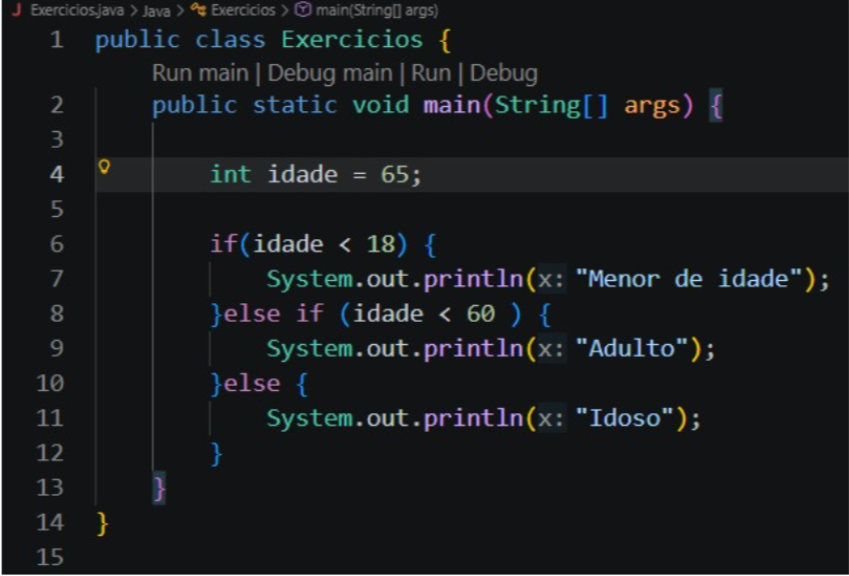 J Exercicios.java > Java > Exercicios > main(String[] args)
1 public class Exercicios {
Run main | Debug main | Run | Debug
2 public static void main(String[] args) {
3
4 int idade = 65;
5
6 if(idade < 18) {
7 System.out.println(x: "Menor de idade");
8 }else if (idade < 60 ) {
9 System.out.println(x: "Adulto");
10 }else {
11 System.out.println(x: "Idoso");
12 }
13 }
14 }
15